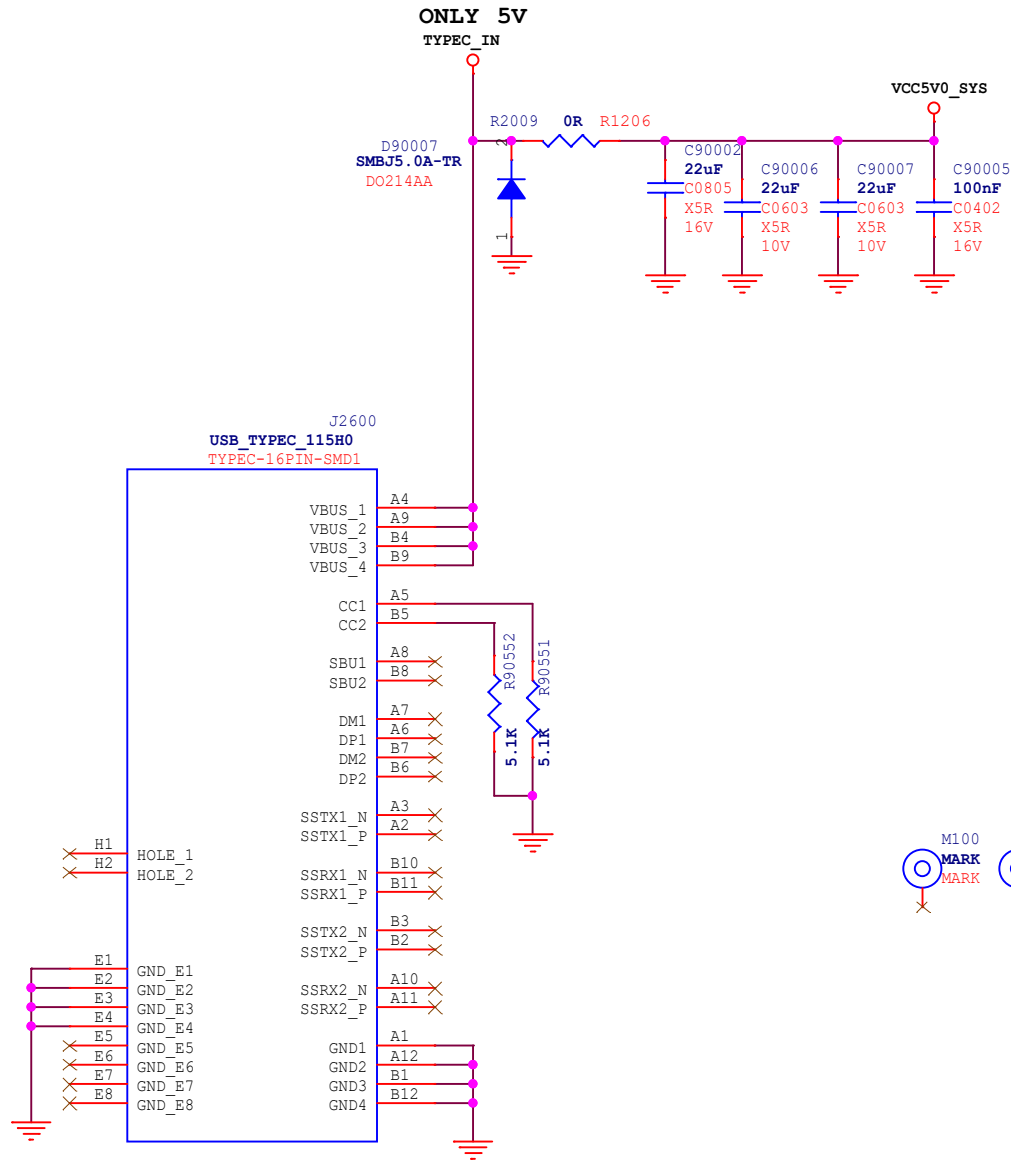 ONLY 5V
TYPEC_IN
VCC5V0_SYS
R2009 0R R1206
D90007
SMBJ5.0A-TR
DO214AA
2
1
C90002
22uF
C0805
X5R
16V
C90006
22uF
C0603
X5R
10V
C90007
22uF
C0603
X5R
10V
C90005
100nF
C0402
X5R
16V
J2600
USB_TYPEC_115H0
TYPEC-16PIN-SMD1
VBUS_1 A4
VBUS_2 A9
VBUS_3 B4
VBUS_4 B9
CC1 A5
CC2 B5
SBU1 A8
SBU2 B8
DM1 A7
DP1 A6
DM2 B7
DP2 B6
SSTX1_N A3
SSTX1_P A2
SSRX1_N B10
SSRX1_P B11
SSTX2_N B3
SSTX2_P B2
SSRX2_N A10
SSRX2_P A11
GND1 A1
GND2 A12
GND3 B1
GND4 B12
H1 HOLE_1
H2 HOLE_2
E1 GND_E1
E2 GND_E2
E3 GND_E3
E4 GND_E4
E5 GND_E5
E6 GND_E6
E7 GND_E7
E8 GND_E8
R90552
5.1K
R90551
5.1K
M100
MARK
MARK